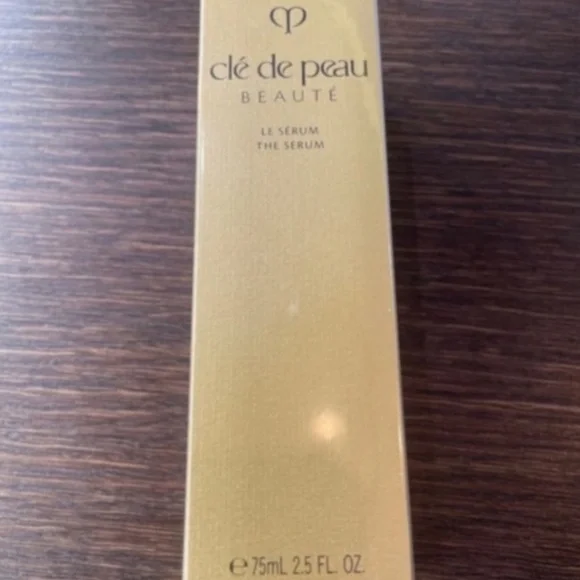 clé de peau
BEAUTÉ
LE SÉRUM
THE SERUM
℮ 75mL 2.5 FL. OZ.